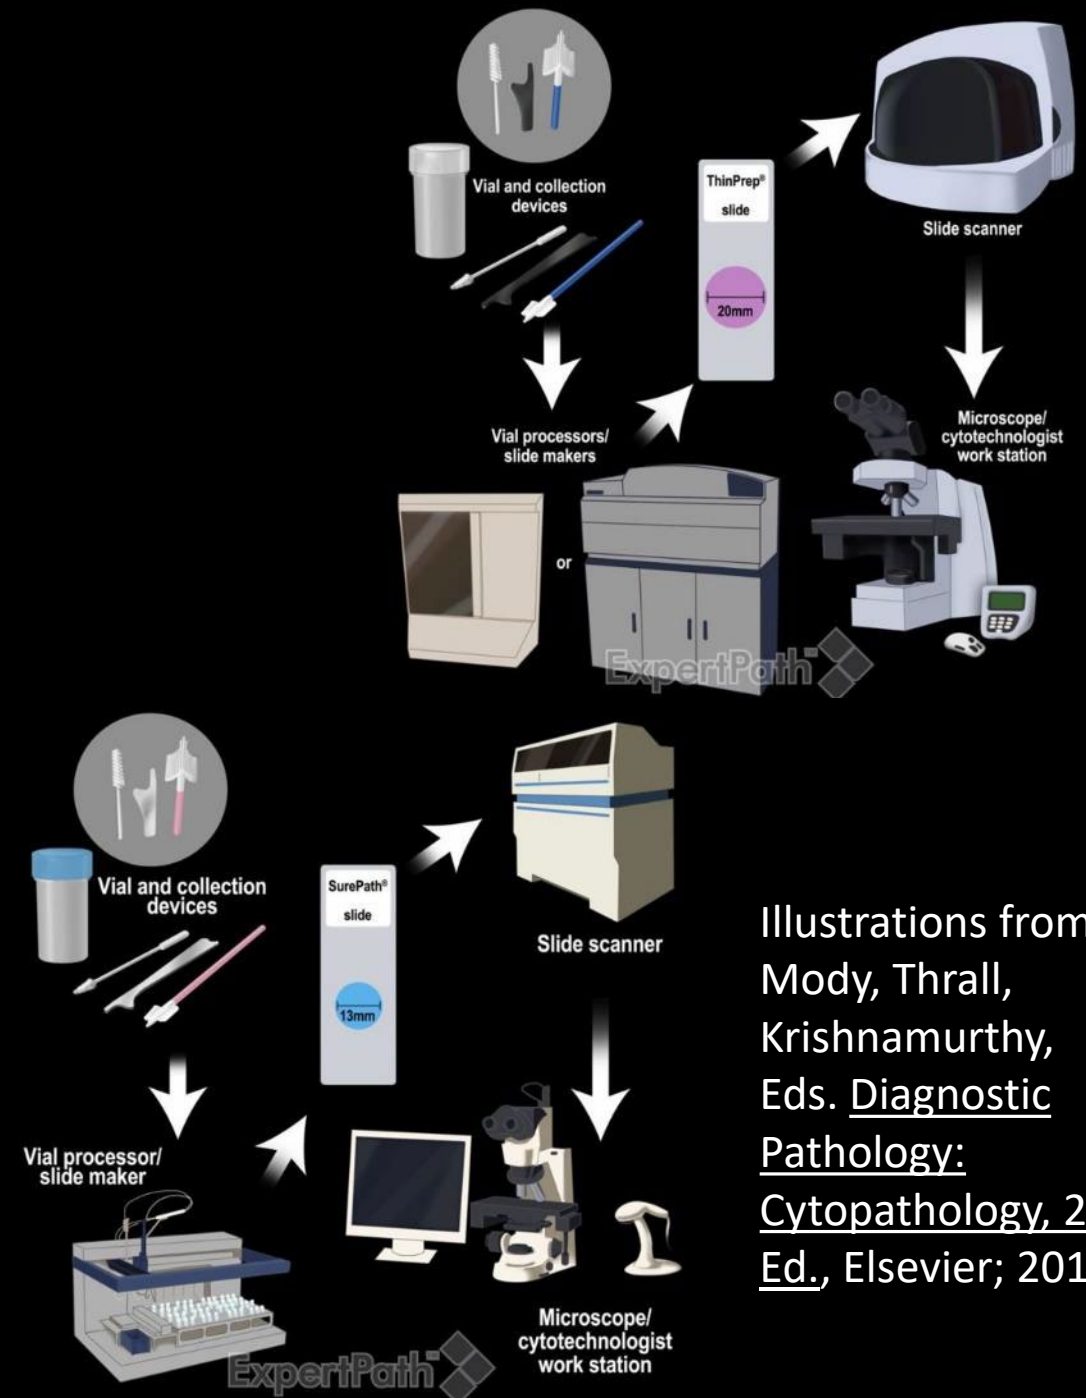 Vial and collection
devices
ThinPrep®
slide
20mm
Slide scanner
Vial processors/
slide makers
or
Microscope/
cytotechnologist
work station
ExpertPath™
Vial and collection
devices
SurePath®
slide
13mm
Slide scanner
Vial processor/
slide maker
Microscope/
cytotechnologist
work station
ExpertPath™
Illustrations from
Mody, Thrall,
Krishnamurthy,
Eds. Diagnostic
Pathology:
Cytopathology, 2
Ed., Elsevier; 201